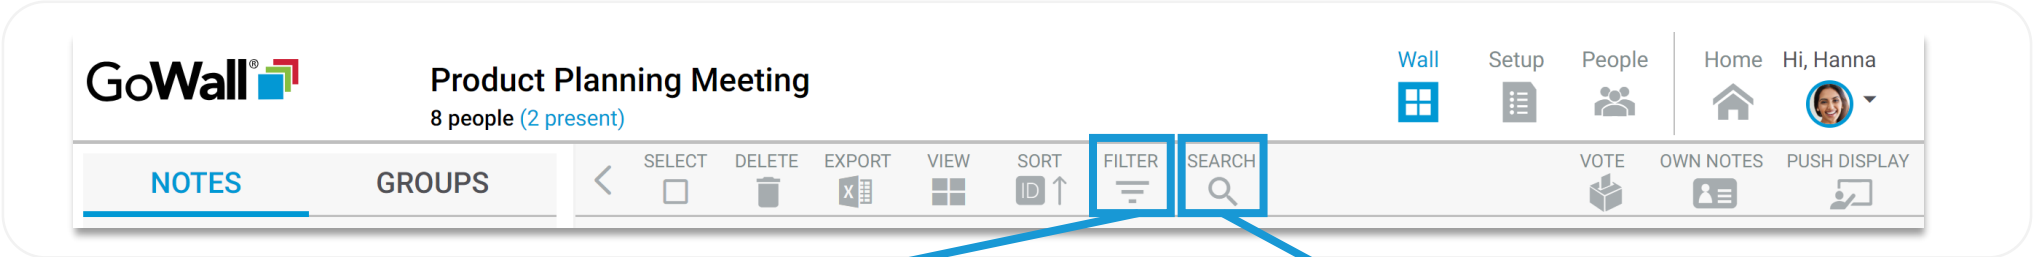 GoWall®
Product Planning Meeting
8 people (2 present)
Wall Setup People Home Hi, Hanna
NOTES GROUPS
SELECT DELETE EXPORT VIEW SORT FILTER SEARCH VOTE OWN NOTES PUSH DISPLAY
X ID